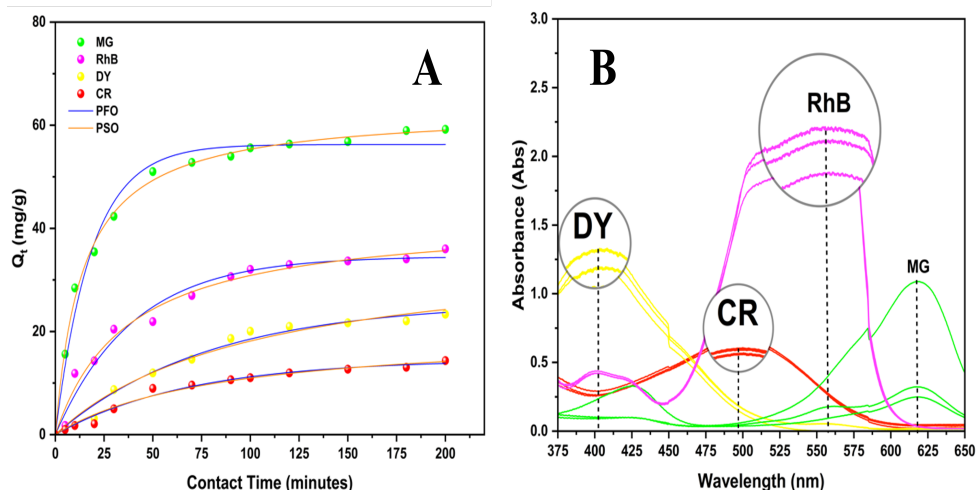 A
80
60
40
20
0
MG
RhB
DY
CR
PFO
PSO
Qt (mg/g)
0 25 50 75 100 125 150 175 200
Contact Time (minutes)
B
3.0
2.5
2.0
1.5
1.0
0.5
0.0
RhB
DY
CR
MG
Absorbance (Abs)
375 400 425 450 475 500 525 550 575 600 625 650
Wavelength (nm)